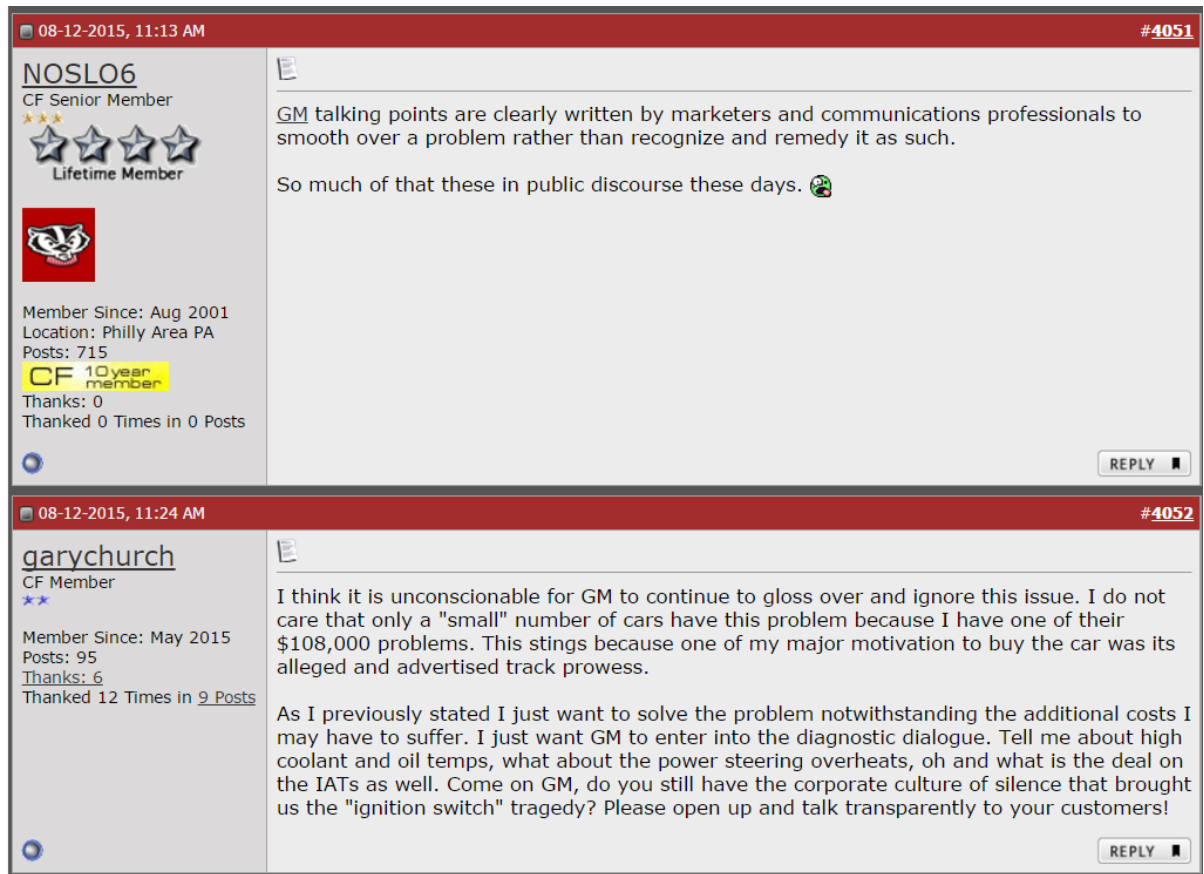 08-12-2015, 11:13 AM
#4051
NOSLO6
CF Senior Member
Lifetime Member
Member Since: Aug 2001
Location: Philly Area PA
Posts: 715
CF 10 year member
Thanks: 0
Thanked 0 Times in 0 Posts
GM talking points are clearly written by marketers and communications professionals to
smooth over a problem rather than recognize and remedy it as such.
So much of that these in public discourse these days.
REPLY
08-12-2015, 11:24 AM
#4052
garychurch
CF Member
Member Since: May 2015
Posts: 95
Thanks: 6
Thanked 12 Times in 9 Posts
I think it is unconscionable for GM to continue to gloss over and ignore this issue. I do not
care that only a "small" number of cars have this problem because I have one of their
$108,000 problems. This stings because one of my major motivation to buy the car was its
alleged and advertised track prowess.
As I previously stated I just want to solve the problem notwithstanding the additional costs I
may have to suffer. I just want GM to enter into the diagnostic dialogue. Tell me about high
coolant and oil temps, what about the power steering overheats, oh and what is the deal on
the IATs as well. Come on GM, do you still have the corporate culture of silence that brought
us the "ignition switch" tragedy? Please open up and talk transparently to your customers!
REPLY